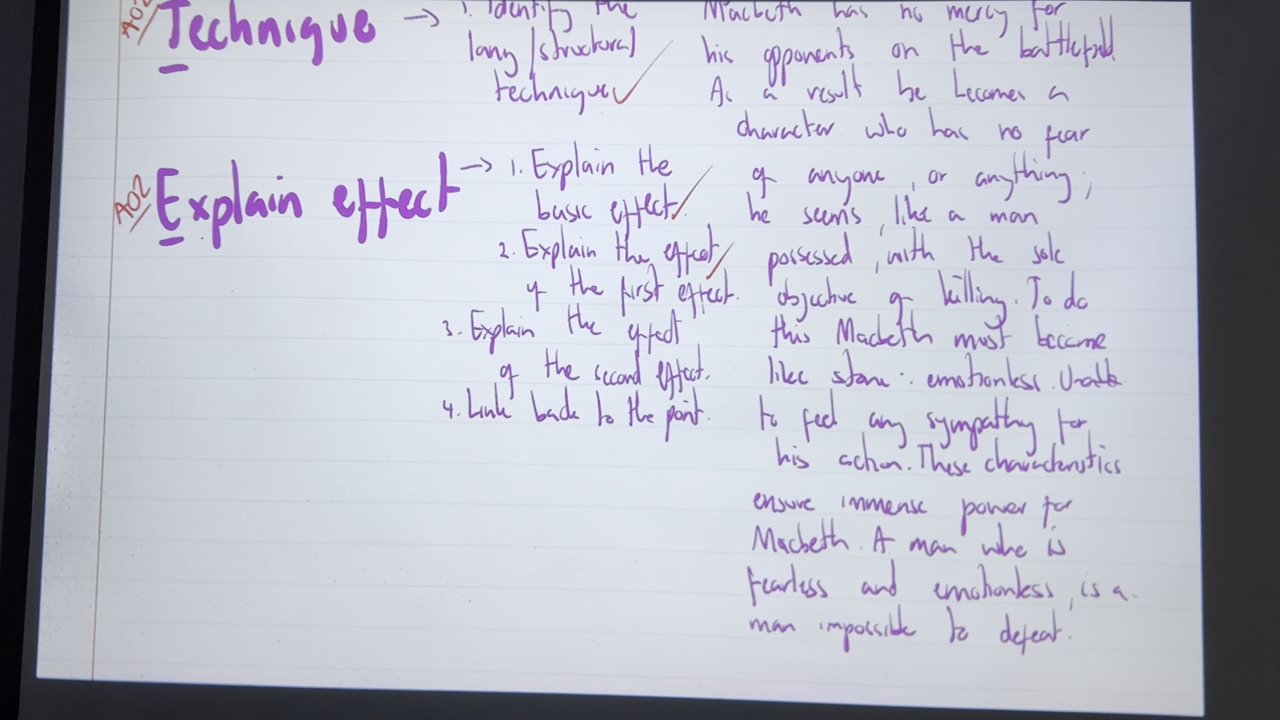 AO2
Technique → 1. Identify the
lang/structural
technique
AO2
Explain effect → 1. Explain the
basic effect.
2. Explain the effect
of the first effect.
3. Explain the effect
of the second effect.
4. Link back to the point.
Macbeth has no mercy for
his opponents on the battlefield
As a result he becomes a
character who has no fear
of anyone, or anything;
he seems, like a man
possessed, with the sole
objective of killing. To do
this Macbeth must become
like stone: emotionless. Unable
to feel any sympathy for
his action. These characteristics
ensure immense power for
Macbeth. A man who is
fearless and emotionless, is a
man impossible to defeat.